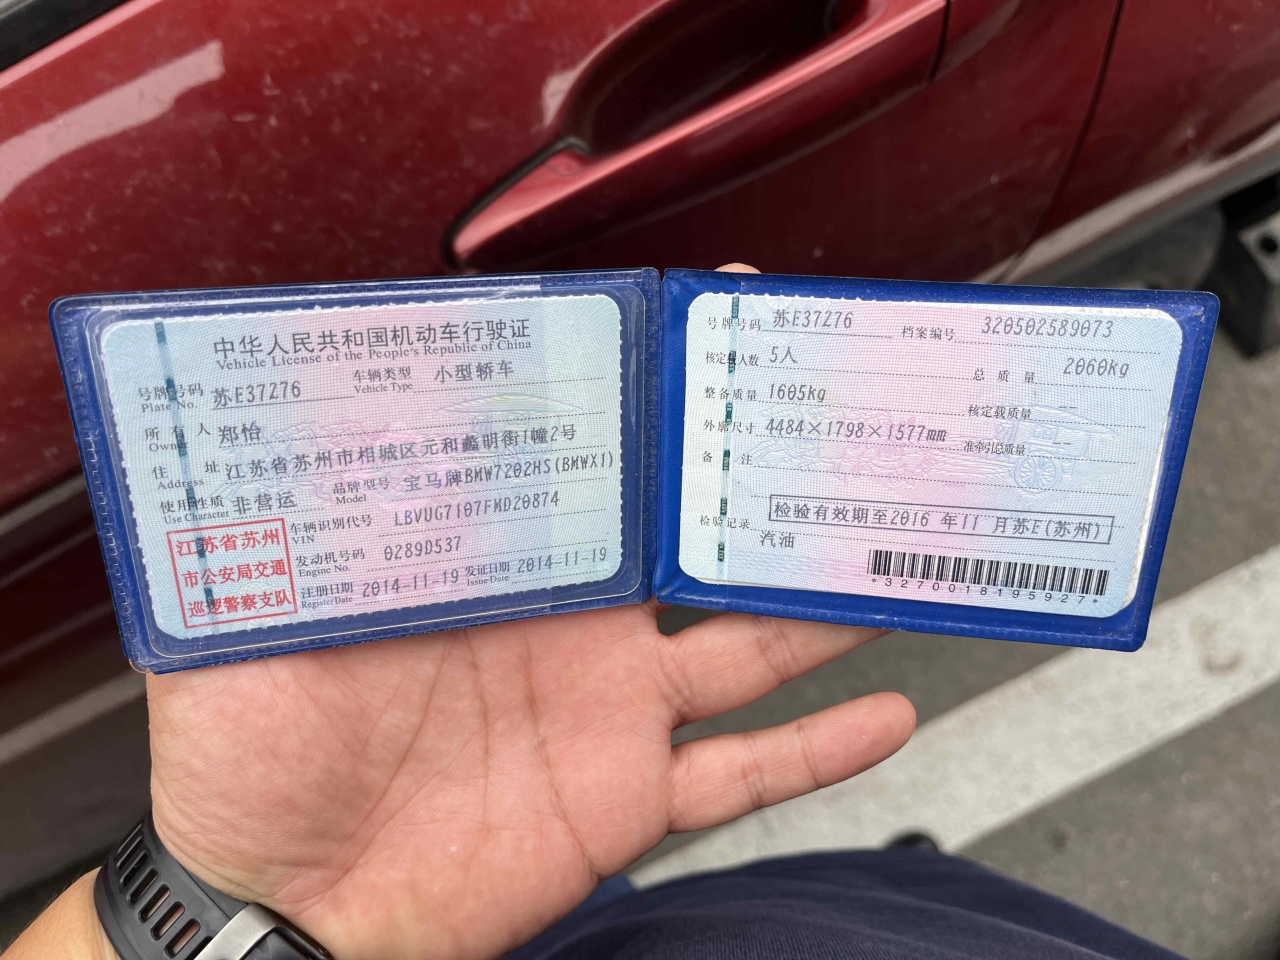 中华人民共和国机动车行驶证
Vehicle License of the People's Republic of China
号牌号码 苏E37Z76 车辆类型 小型轿车
Plate No. Vehicle Type
所有人 郑怡
Owner
住址 江苏省苏州市相城区元和蠡明街1幢2号
Address
使用性质 非营运 品牌型号 宝马牌BMW7202HS(BMWX1)
Use Character Model
江苏省苏州
市公安局交通
巡逻警察支队
车辆识别代号 LBVUG7107FMD20874
VIN
发动机号码 0289D537
Engine No.
注册日期 2014-11-19 发证日期 2014-11-19
Register Date Issue Date
号牌号码 苏E37Z76 档案编号 320502589073
核定载人数 5人 总质量 2060kg
整备质量 1605kg 核定载质量 --
外廓尺寸 4484×1798×1577mm 准牵引总质量 --
备注
检验有效期至2016 年11 月苏E(苏州)
检验记录
汽油
*3270018195927*